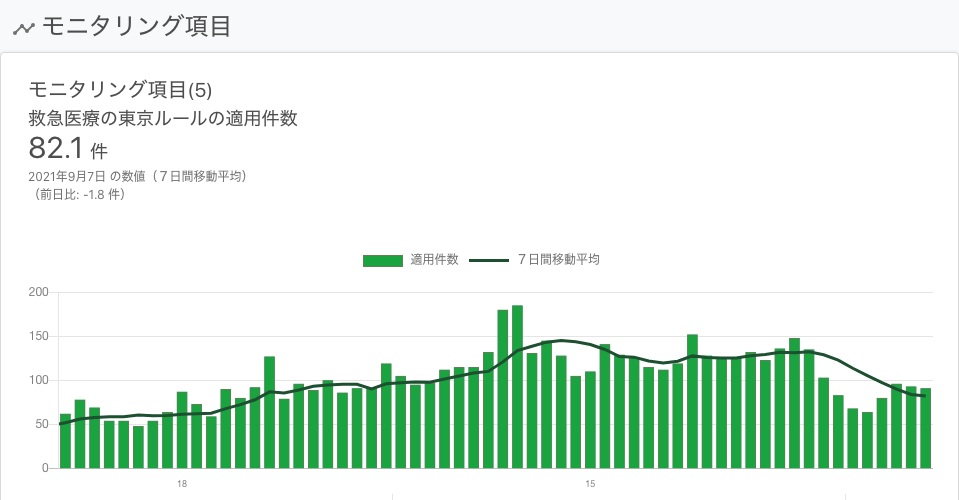 モニタリング項目
モニタリング項目(5)
救急医療の東京ルールの適用件数
82.1 件
2021年9月7日 の数値（７日間移動平均）
（前日比: -1.8 件）
適用件数 ７日間移動平均
200
150
100
50
0
18 15